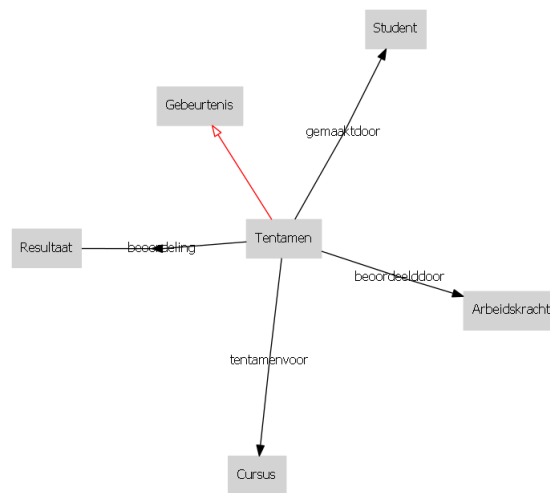 Student
Gebeurtenis
gemaaktdoor
Tentamen
Resultaat
beoordeling
beoordeelddoor
Arbeidskracht
tentamenvoor
Cursus